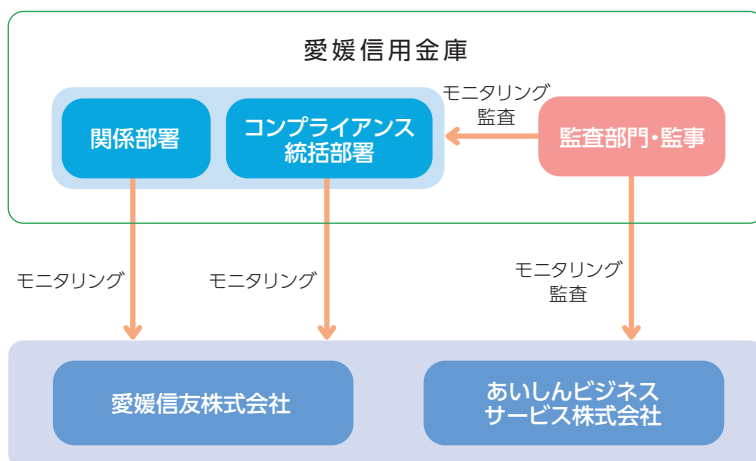 愛媛信用金庫
関係部署
コンプライアンス
統括部署
モニタリング
監査
監査部門・監事
モニタリング
モニタリング
モニタリング
監査
愛媛信友株式会社
あいしんビジネス
サービス株式会社